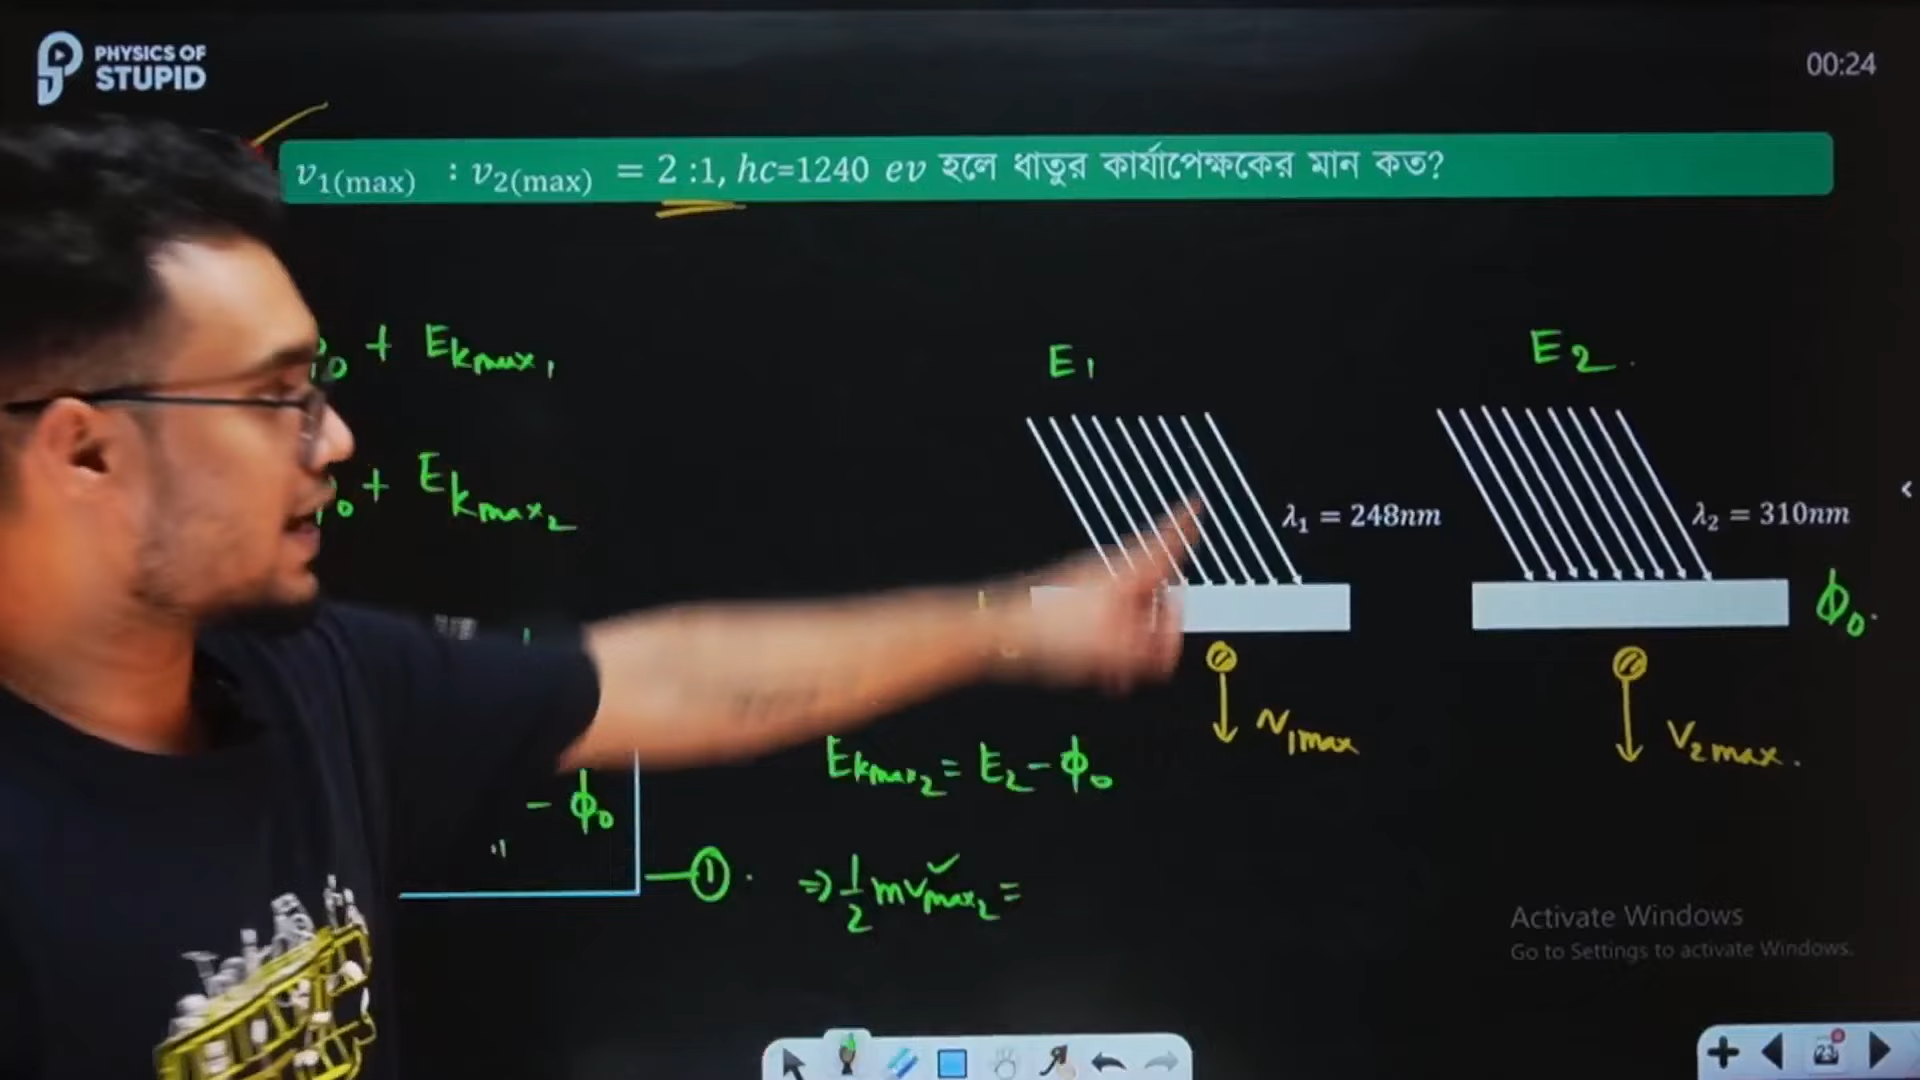 PHYSICS OF
STUPID
00:24
v1(max) : v2(max) = 2 :1, hc=1240 ev হলে ধাতুর কার্যাপেক্ষকের মান কত?
+ Ekmax1
E1
E2
+ Ekmax2
λ1 = 248nm
λ2 = 310nm
ϕ0
v1max
v2max
Ekmax2 = E2 - ϕ0
- ϕ0
1
⇒ 1/2 mv²max2 =
Activate Windows
Go to Settings to activate Windows.
23